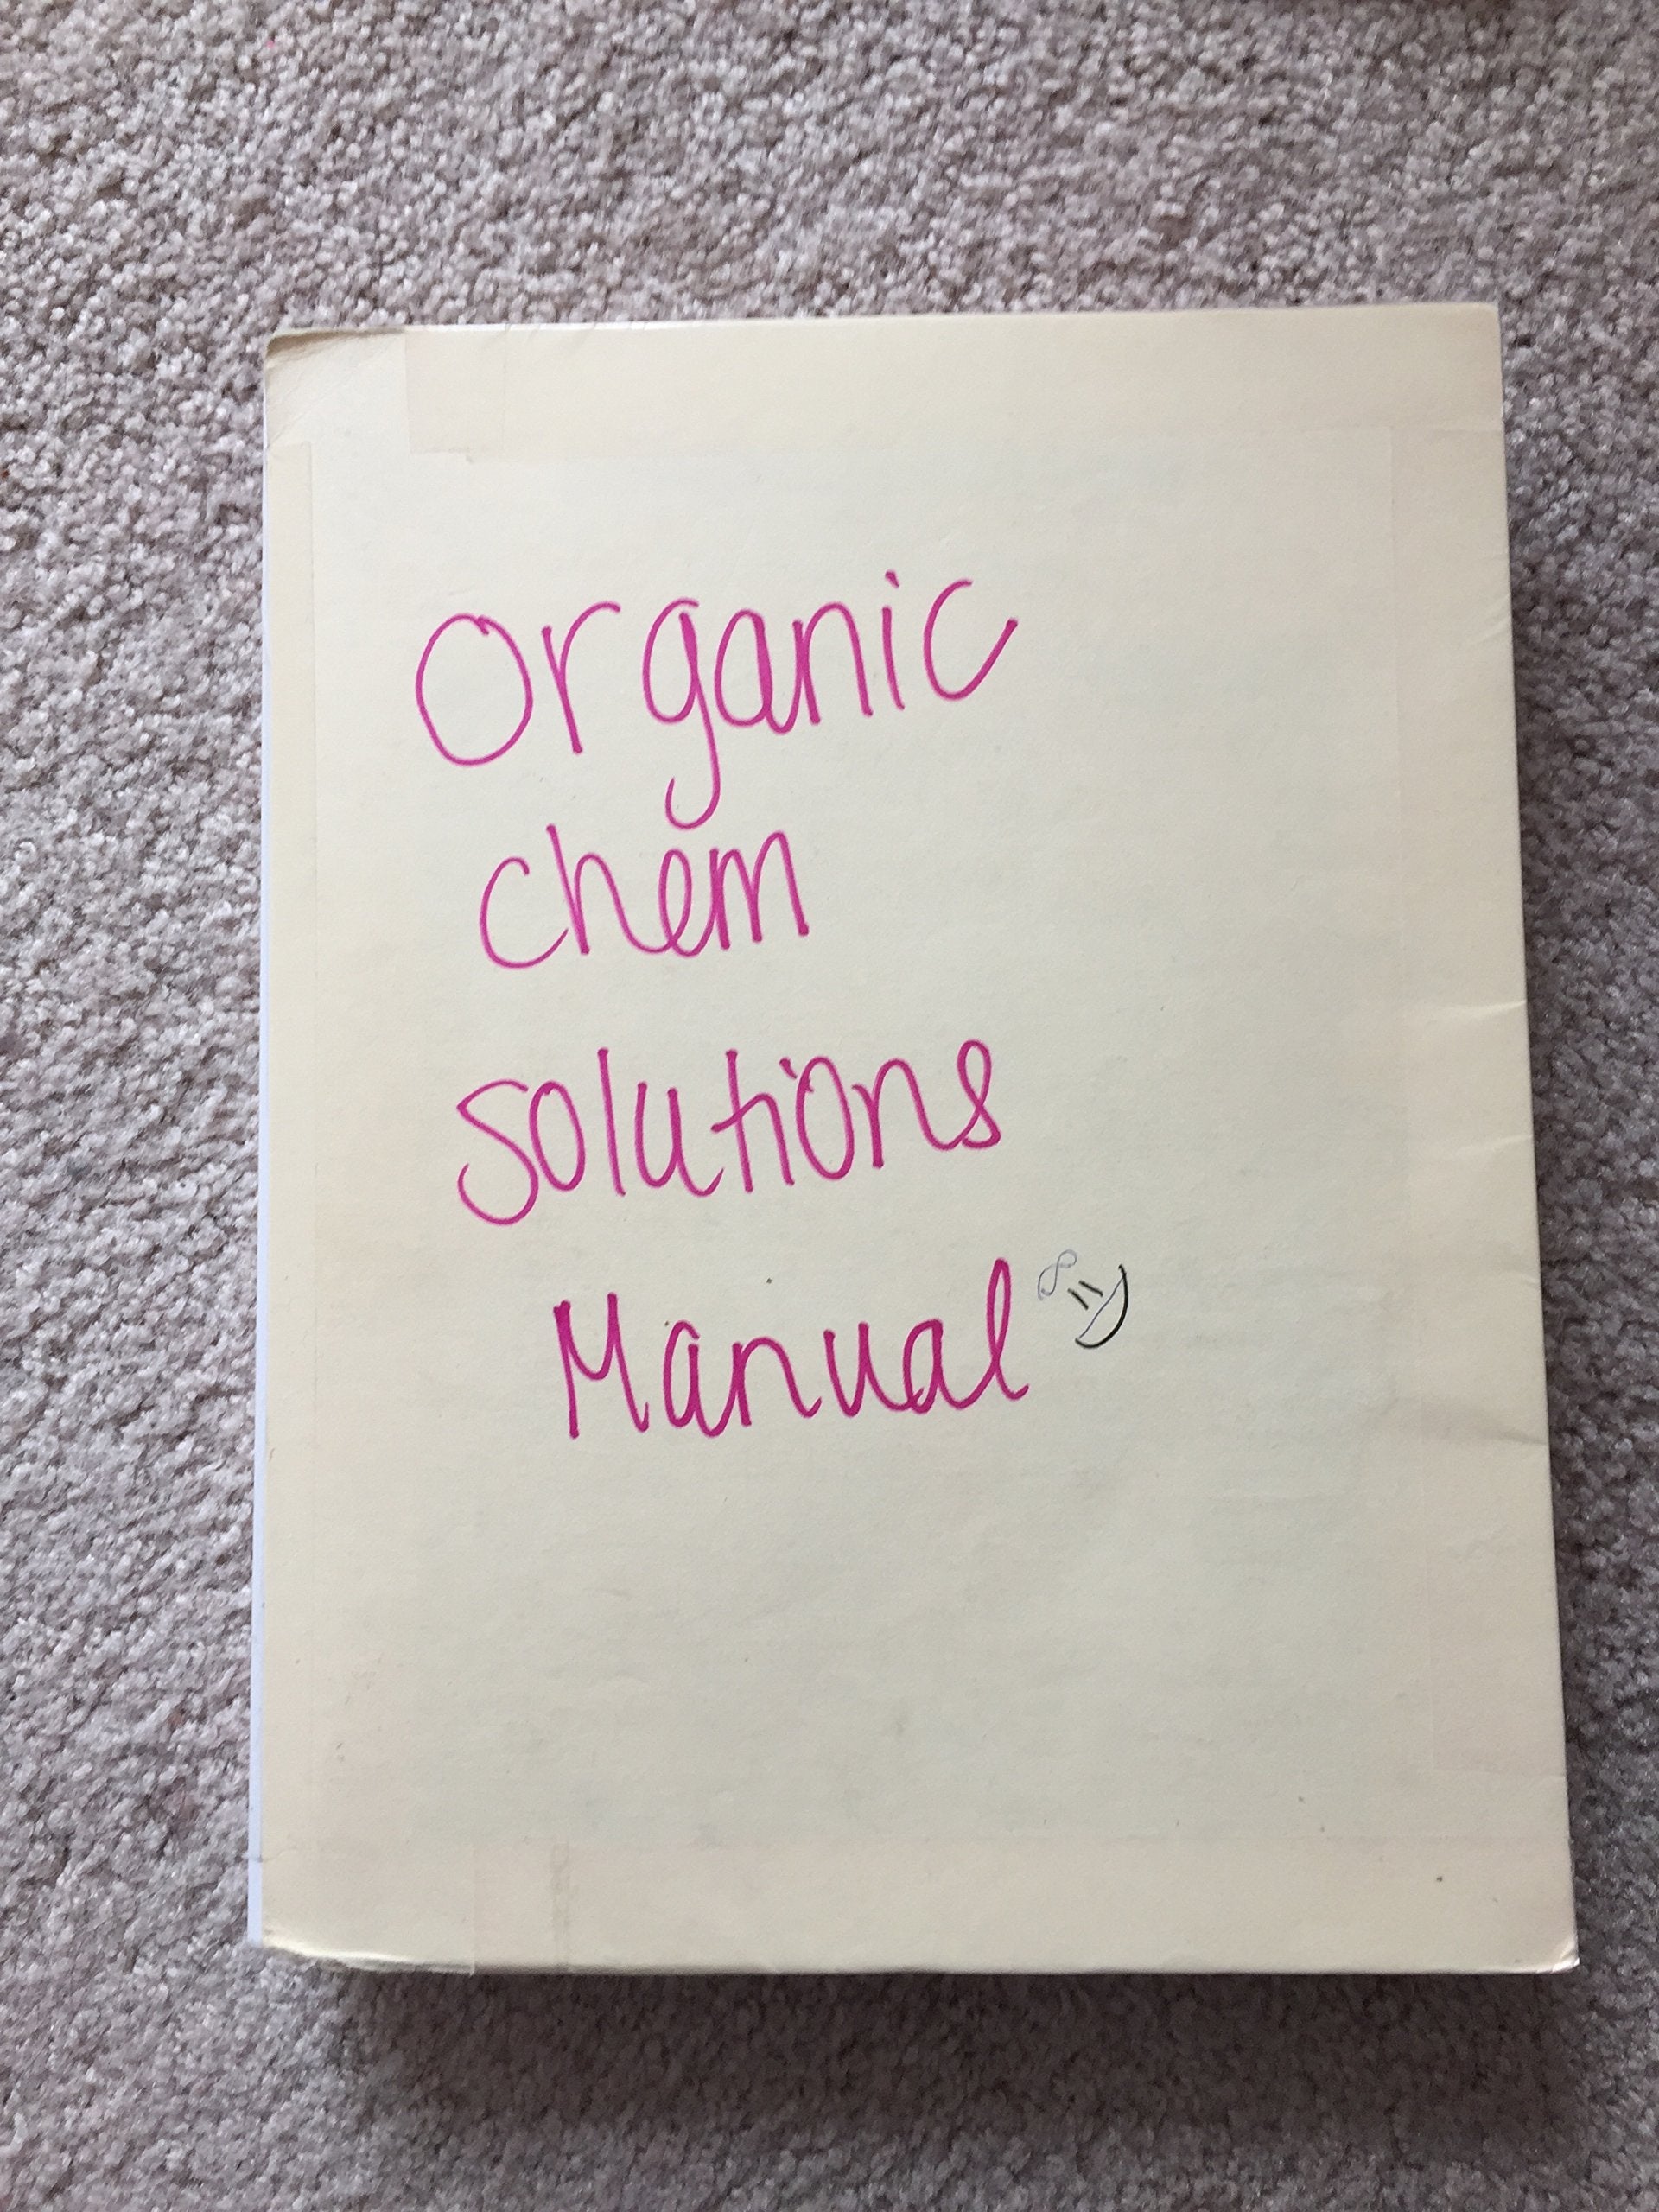 Organic
chem
solutions
Manual